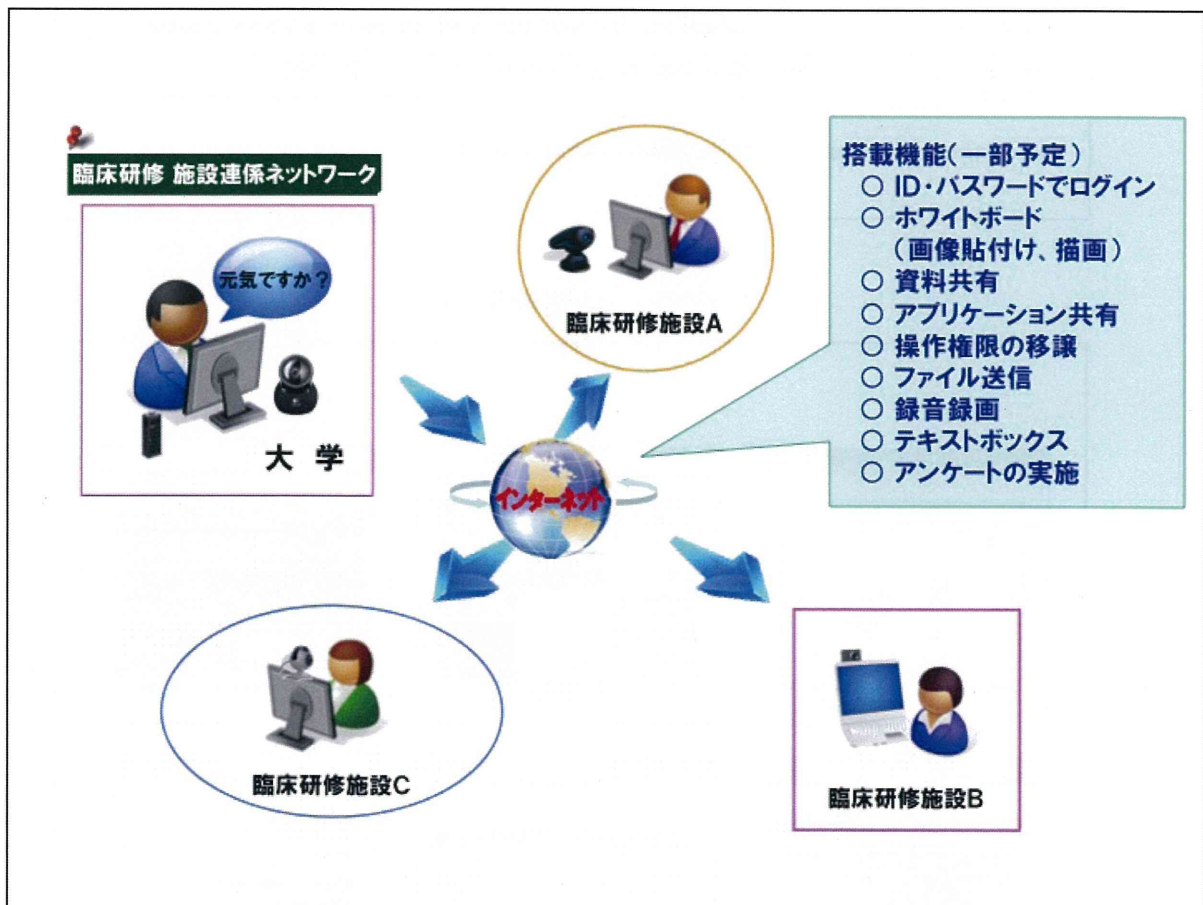 臨床研修 施設連係ネットワーク
元気ですか？
大 学
臨床研修施設A
インターネット
搭載機能(一部予定)
○ ID・パスワードでログイン
○ ホワイトボード
(画像貼付け、描画)
○ 資料共有
○ アプリケーション共有
○ 操作権限の移譲
○ ファイル送信
○ 録音録画
○ テキストボックス
○ アンケートの実施
臨床研修施設C
臨床研修施設B